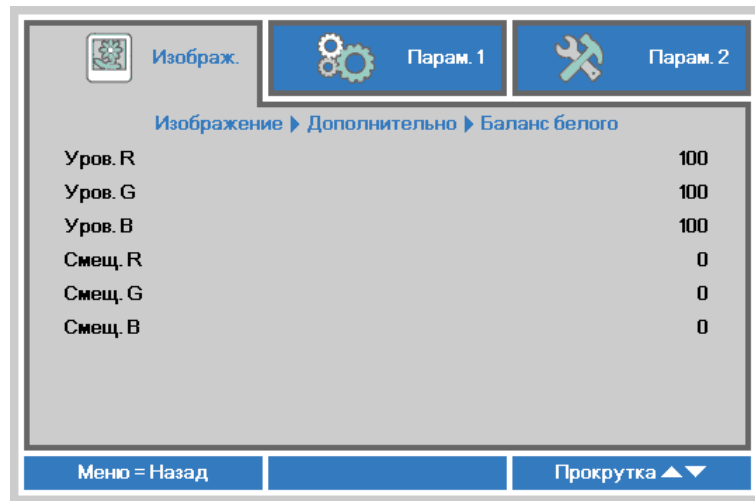 Изображ. Парам. 1 Парам. 2
Изображение ▶ Дополнительно ▶ Баланс белого
Уров. R 100
Уров. G 100
Уров. B 100
Смещ. R 0
Смещ. G 0
Смещ. B 0
Меню = Назад Прокрутка ▲▼